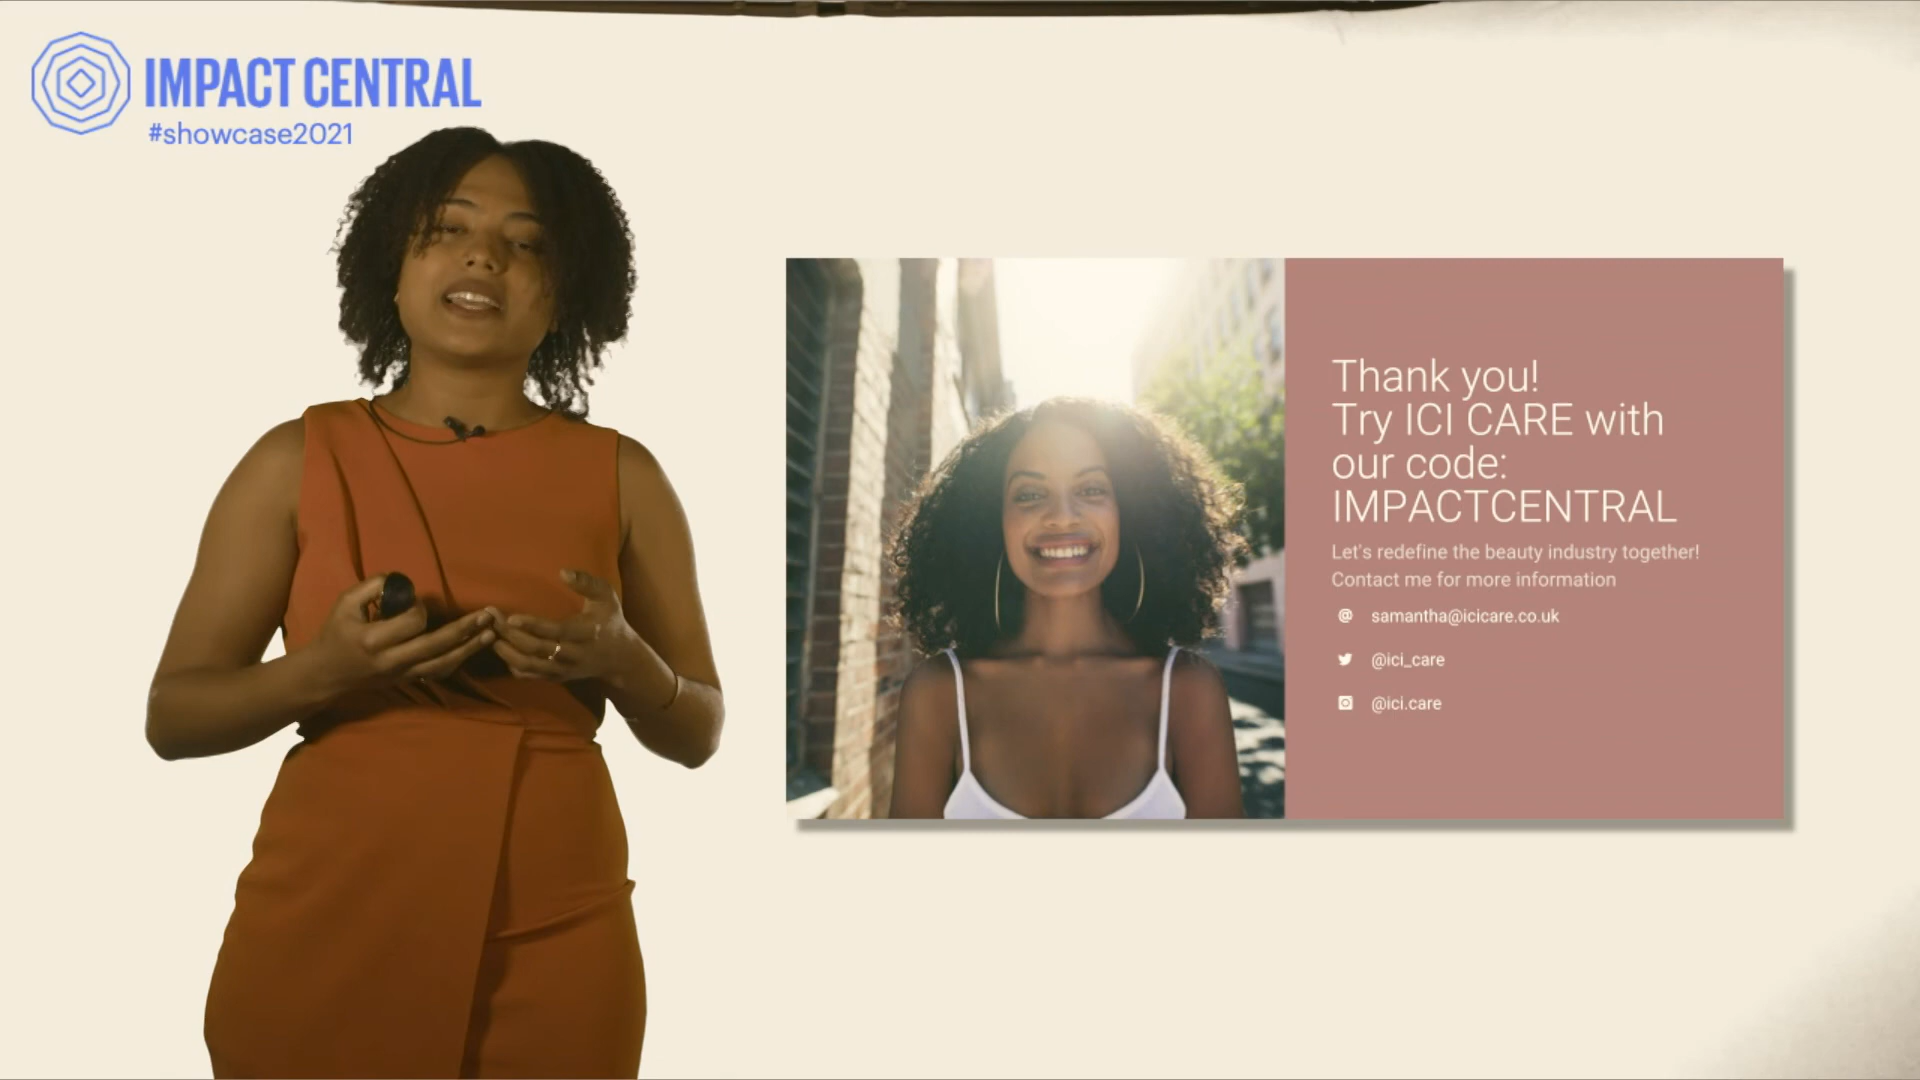 IMPACT CENTRAL
#showcase2021
Thank you!
Try ICI CARE with
our code:
IMPACTCENTRAL
Let's redefine the beauty industry together!
Contact me for more information
@ samantha@icicare.co.uk
@ici_care
@ici.care